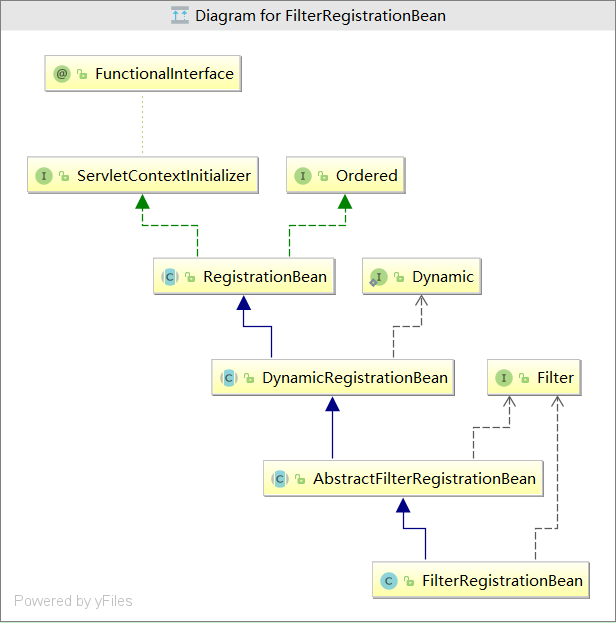 Diagram for FilterRegistrationBean
@ FunctionalInterface
I ServletContextInitializer
I Ordered
C RegistrationBean
I Dynamic
C DynamicRegistrationBean
I Filter
C AbstractFilterRegistrationBean
C FilterRegistrationBean
Powered by yFiles